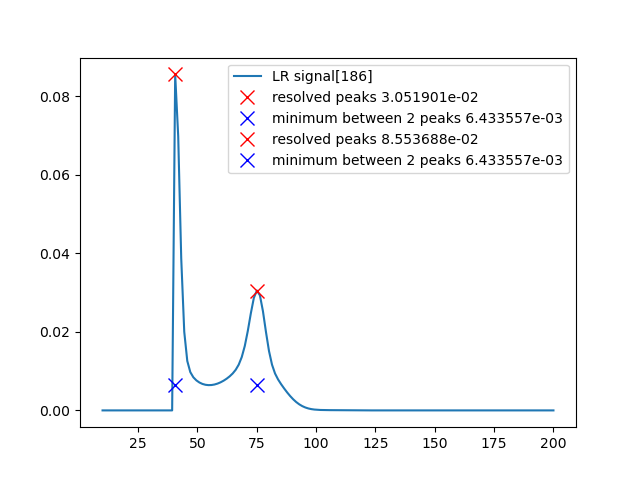 LR signal[186]
resolved peaks 3.051901e-02
minimum between 2 peaks 6.433557e-03
resolved peaks 8.553688e-02
minimum between 2 peaks 6.433557e-03
0.08
0.06
0.04
0.02
0.00
25 50 75 100 125 150 175 200